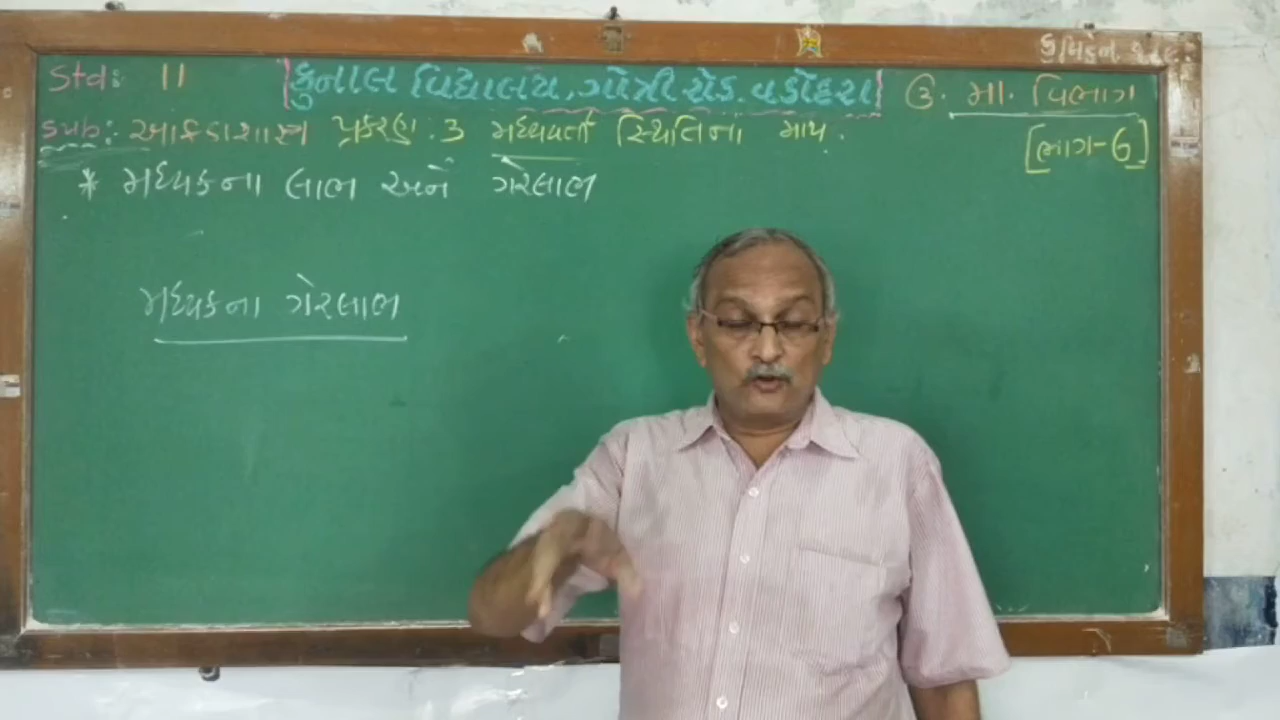 Std: 11 કુનાલ વિદ્યાલય, ગોત્રી રોડ. વડોદરા ઉ. મા. વિભાગ
Sub: આંકડાશાસ્ત્ર પ્રકરણ. 3 મધ્યવર્તી સ્થિતિના માપ. [ભાગ-6]
* મધ્યકના લાભ અને ગેરલાભ
મધ્યકના ગેરલાભ